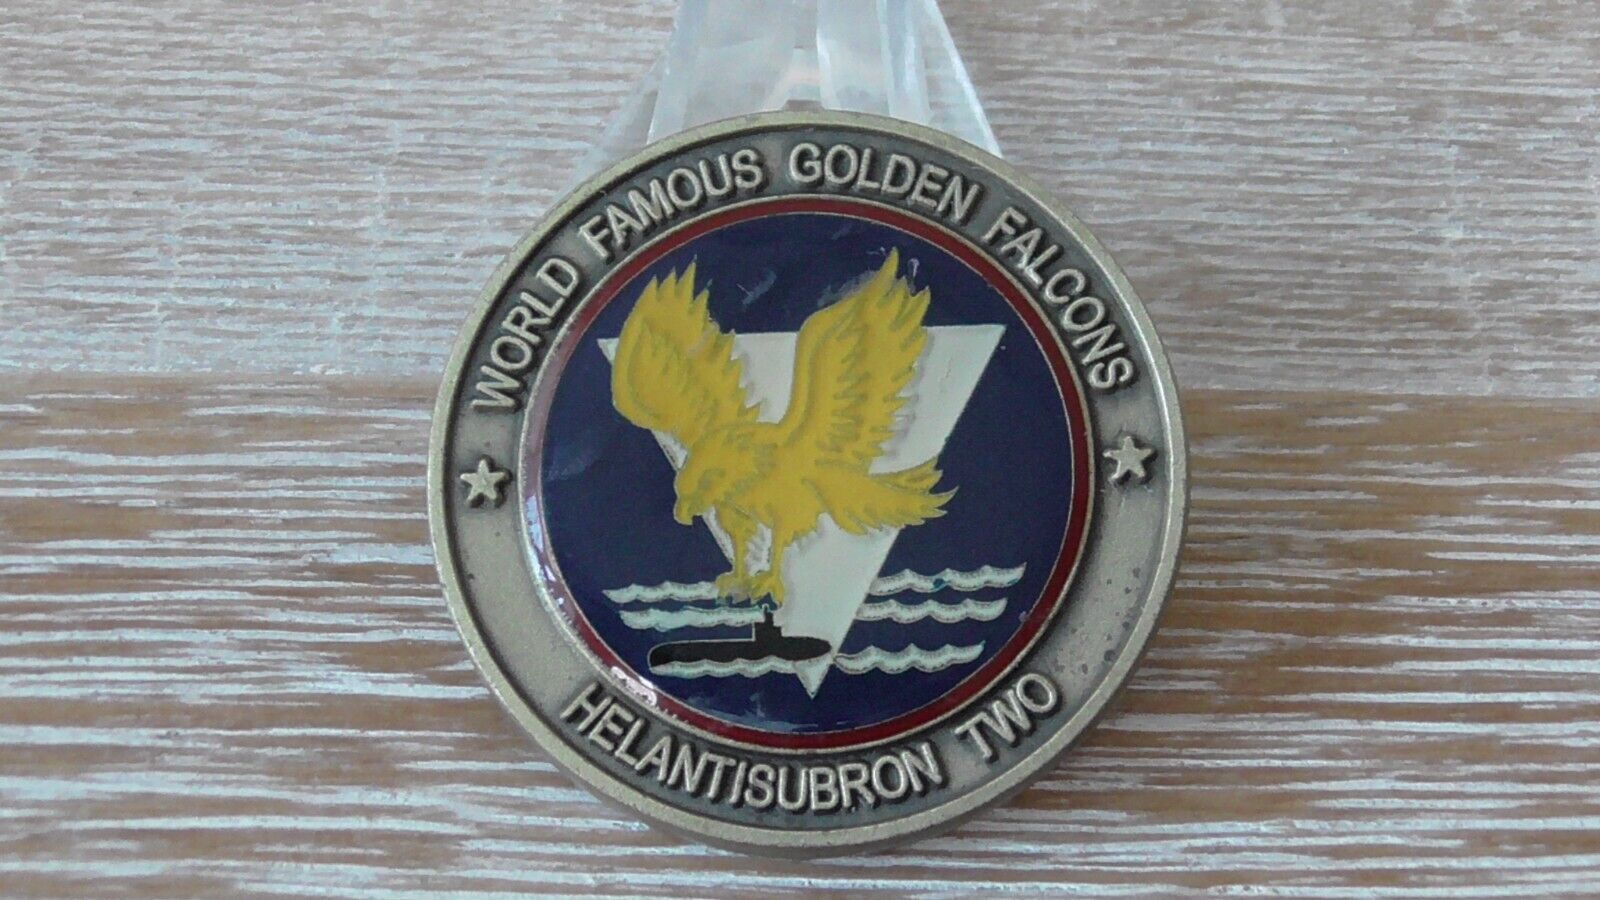 WORLD FAMOUS GOLDEN FALCONS
HELANTISUBRON TWO